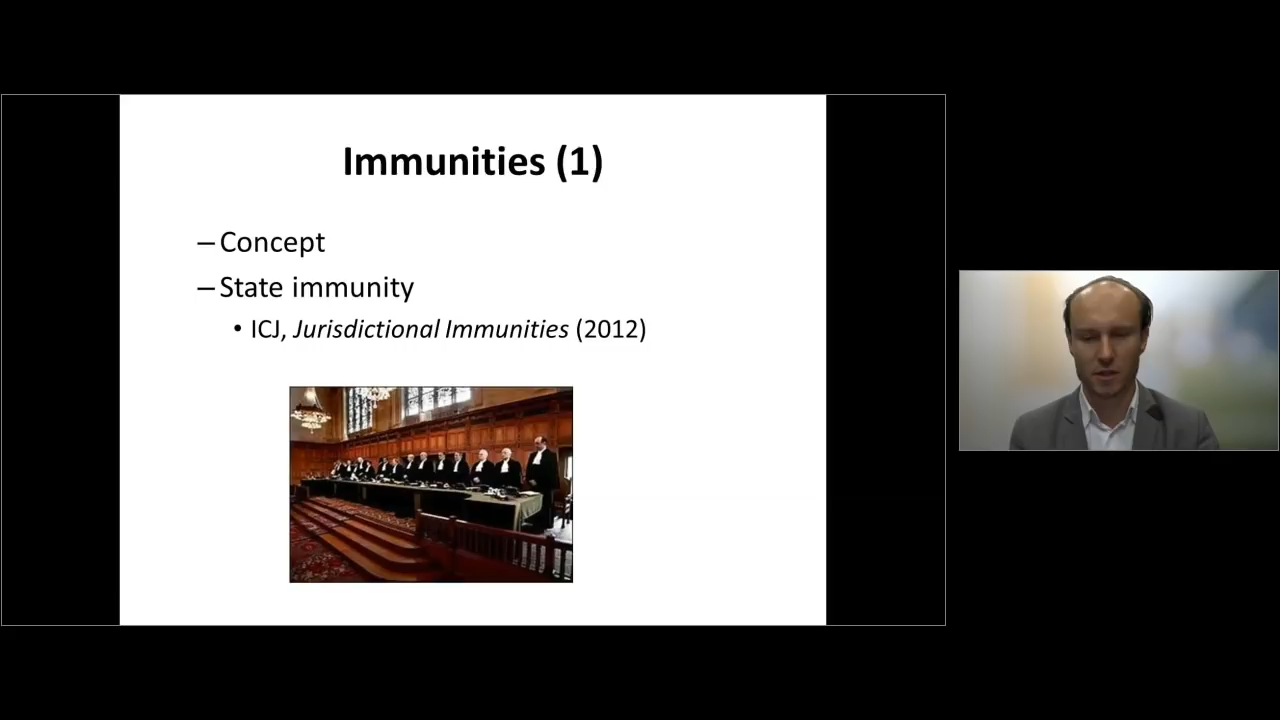 Immunities (1)
– Concept
– State immunity
• ICJ, Jurisdictional Immunities (2012)